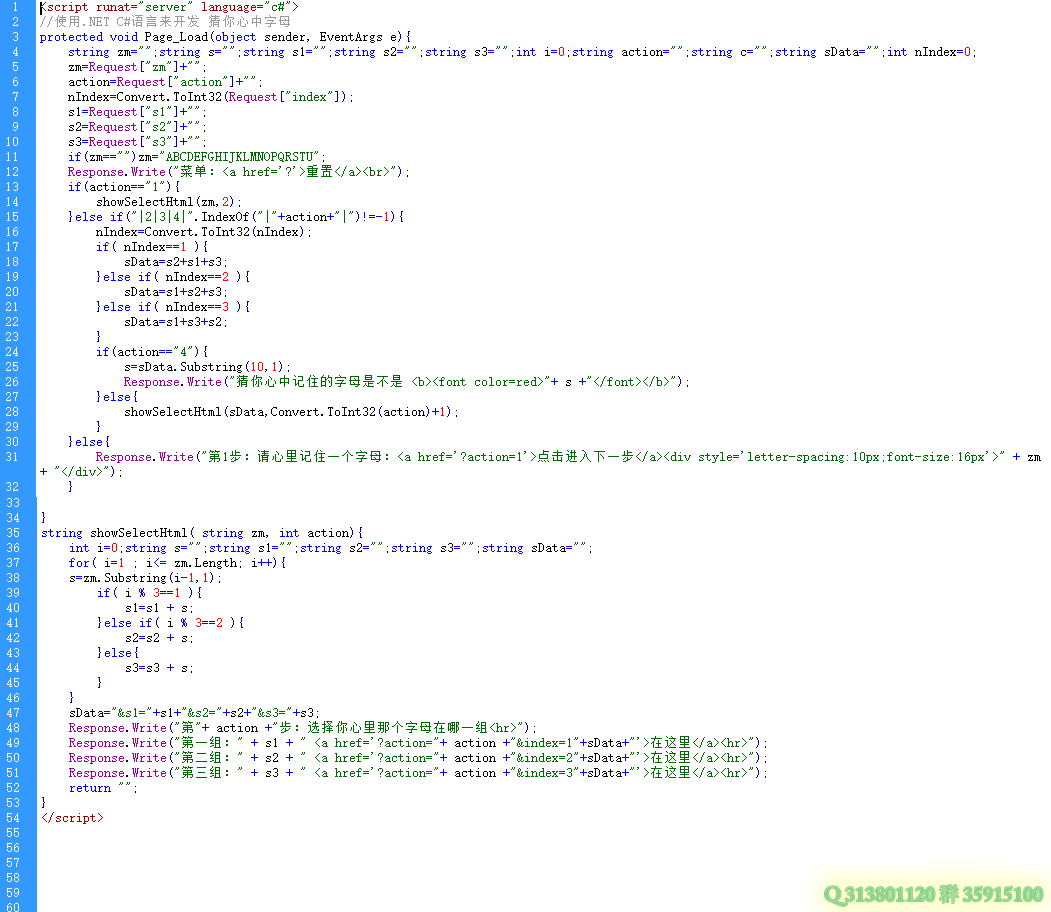 1 <script runat="server" language="c#">
2 //使用.NET C#语言来开发 猜你心中字母
3 protected void Page_Load(object sender, EventArgs e){
4 string zm="";string s="";string s1="";string s2="";string s3="";int i=0;string action="";string c="";string sData="";int nIndex=0;
5 zm=Request["zm"]+"";
6 action=Request["action"]+"";
7 nIndex=Convert.ToInt32(Request["index"]);
8 s1=Request["s1"]+"";
9 s2=Request["s2"]+"";
10 s3=Request["s3"]+"";
11 if(zm=="")zm="ABCDEFGHIJKLMNOPQRSTU";
12 Response.Write("菜单：<a href='?'>重置</a><br>");
13 if(action=="1"){
14 showSelectHtml(zm,2);
15 }else if("|2|3|4|".IndexOf("|"+action+"|")!=-1){
16 nIndex=Convert.ToInt32(nIndex);
17 if( nIndex==1 ){
18 sData=s2+s1+s3;
19 }else if( nIndex==2 ){
20 sData=s1+s2+s3;
21 }else if( nIndex==3 ){
22 sData=s1+s3+s2;
23 }
24 if(action=="4"){
25 s=sData.Substring(10,1);
26 Response.Write("猜你心中记住的字母是不是 <b><font color=red>"+ s +"</font></b>");
27 }else{
28 showSelectHtml(sData,Convert.ToInt32(action)+1);
29 }
30 }else{
31 Response.Write("第1步：请心里记住一个字母：<a href='?action=1'>点击进入下一步</a><div style='letter-spacing:10px;font-size:16px'>" + zm
+ "</div>");
32 }
33
34 }
35 string showSelectHtml( string zm, int action){
36 int i=0;string s="";string s1="";string s2="";string s3="";string sData="";
37 for( i=1 ; i<= zm.Length; i++){
38 s=zm.Substring(i-1,1);
39 if( i % 3==1 ){
40 s1=s1 + s;
41 }else if( i % 3==2 ){
42 s2=s2 + s;
43 }else{
44 s3=s3 + s;
45 }
46 }
47 sData="&s1="+s1+"&s2="+s2+"&s3="+s3;
48 Response.Write("第"+ action +"步：选择你心里那个字母在哪一组<hr>");
49 Response.Write("第一组：" + s1 + " <a href='?action="+ action +"&index=1"+sData+"'>在这里</a><hr>");
50 Response.Write("第二组：" + s2 + " <a href='?action="+ action +"&index=2"+sData+"'>在这里</a><hr>");
51 Response.Write("第三组：" + s3 + " <a href='?action="+ action +"&index=3"+sData+"'>在这里</a><hr>");
52 return "";
53 }
54 </script>
55
56
57
58
59
60
Q313801120 群 35915100